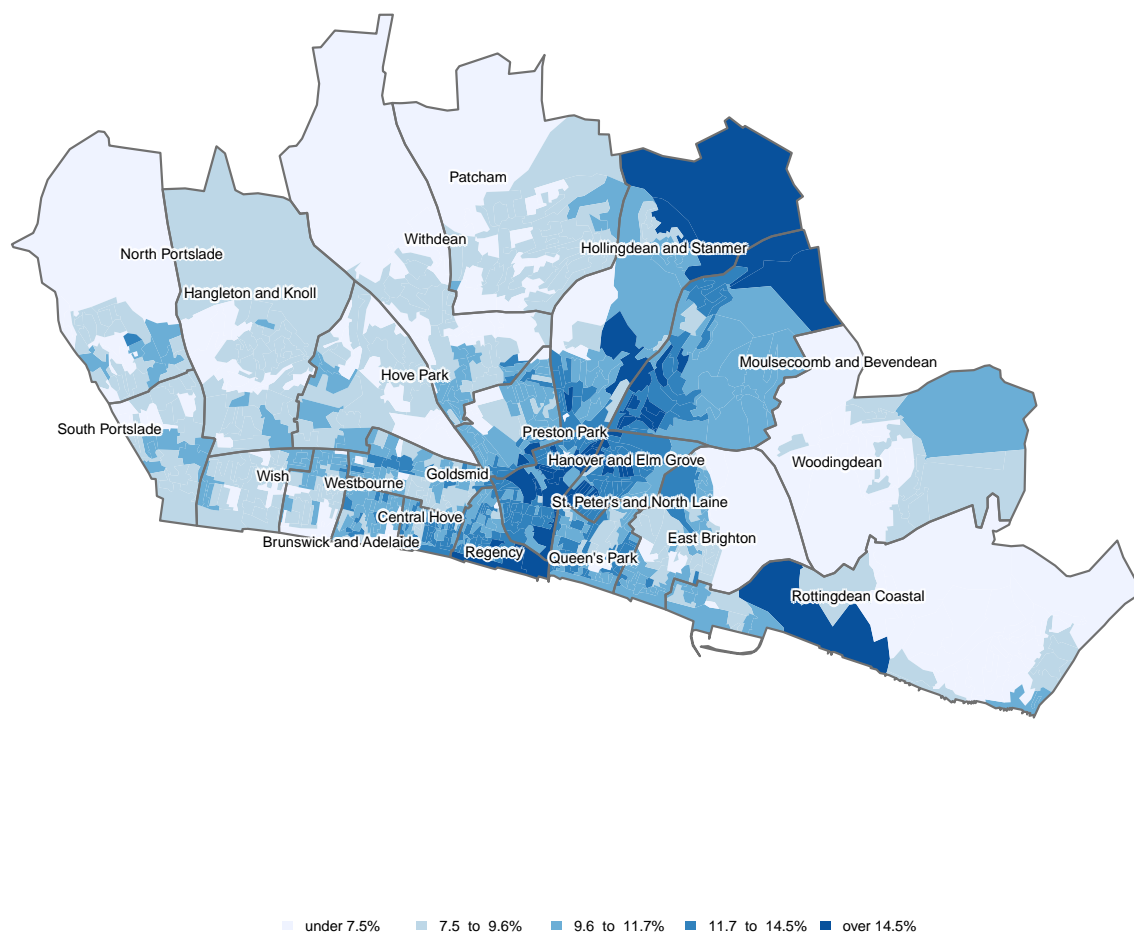 Patcham
Withdean
Hollingdean and Stanmer
North Portslade
Hangleton and Knoll
Moulsecoomb and Bevendean
Hove Park
South Portslade
Preston Park
Hanover and Elm Grove
Woodingdean
Wish
Westbourne
Goldsmid
St. Peter's and North Laine
Central Hove
East Brighton
Brunswick and Adelaide
Regency
Queen's Park
Rottingdean Coastal
under 7.5% 7.5 to 9.6% 9.6 to 11.7% 11.7 to 14.5% over 14.5%